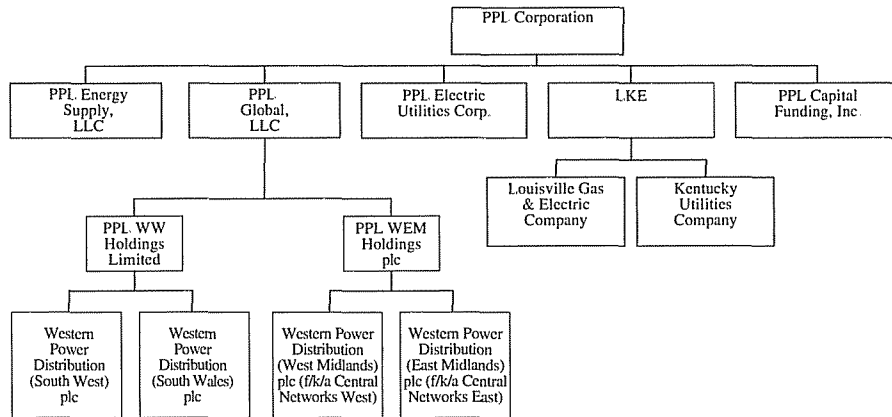 PPL Corporation
PPL Energy
Supply,
LLC
PPL
Global,
LLC
PPL Electric
Utilities Corp.
LKE
PPL Capital
Funding, Inc.
Louisville Gas
& Electric
Company
Kentucky
Utilities
Company
PPL WW
Holdings
Limited
PPL WEM
Holdings
plc
Western
Power
Distribution
(South West)
plc
Western
Power
Distribution
(South Wales)
plc
Western Power
Distribution
(West Midlands)
plc (f/k/a Central
Networks West)
Western Power
Distribution
(East Midlands)
plc (f/k/a Central
Networks East)